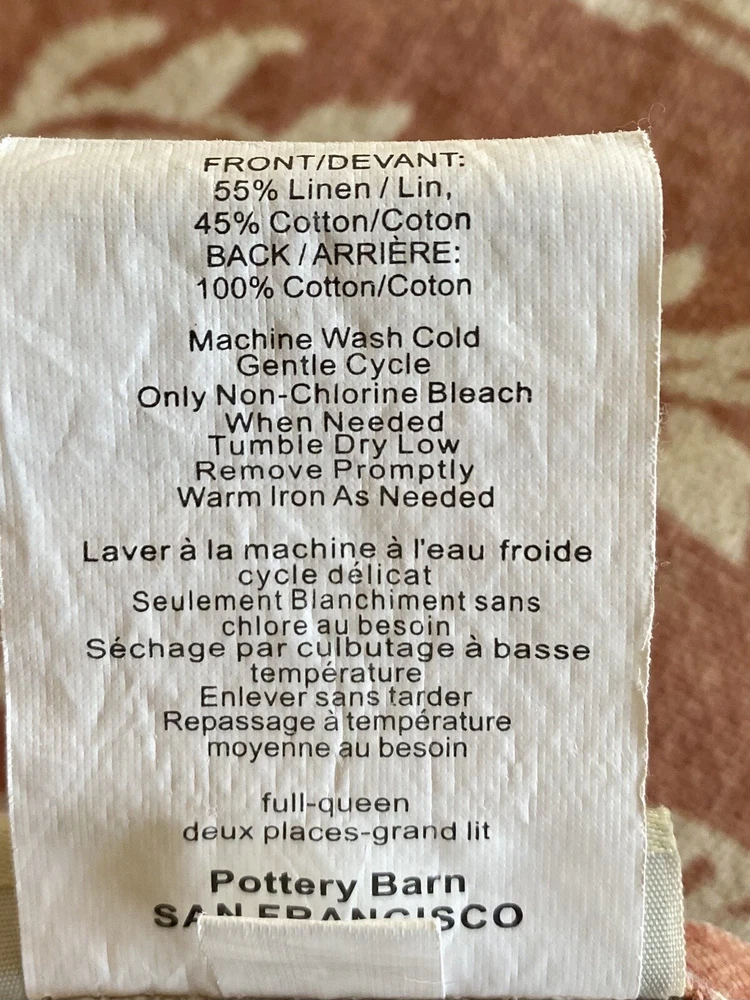 FRONT/DEVANT:
55% Linen / Lin,
45% Cotton/Coton
BACK / ARRIÈRE:
100% Cotton/Coton
Machine Wash Cold
Gentle Cycle
Only Non-Chlorine Bleach
When Needed
Tumble Dry Low
Remove Promptly
Warm Iron As Needed
Laver à la machine à l'eau froide
cycle délicat
Seulement Blanchiment sans
chlore au besoin
Séchage par culbutage à basse
température
Enlever sans tarder
Repassage à température
moyenne au besoin
full-queen
deux places-grand lit
Pottery Barn
SAN FRANCISCO